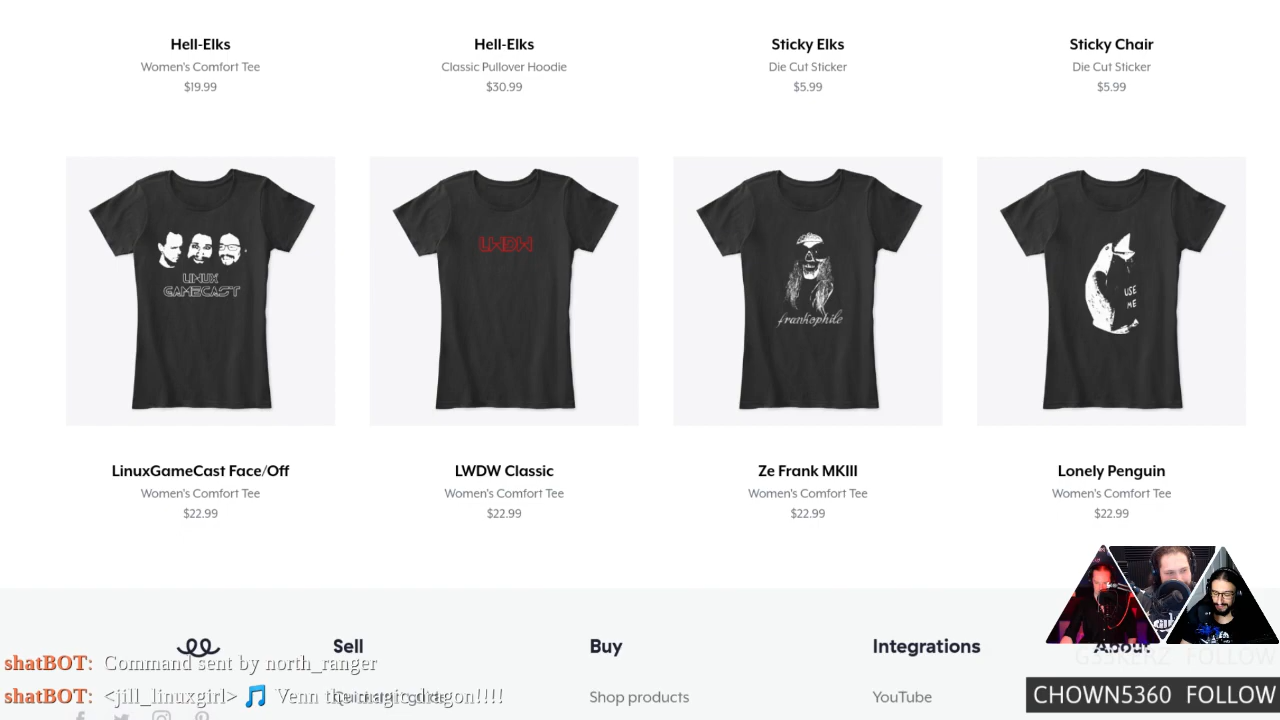 Hell-Elks
Women's Comfort Tee
$19.99
Hell-Elks
Classic Pullover Hoodie
$30.99
Sticky Elks
Die Cut Sticker
$5.99
Sticky Chair
Die Cut Sticker
$5.99
LINUX
GAMECAST
LWDW
frankophile
USE
ME
LinuxGameCast Face/Off
Women's Comfort Tee
$22.99
LWDW Classic
Women's Comfort Tee
$22.99
Ze Frank MKIII
Women's Comfort Tee
$22.99
Lonely Penguin
Women's Comfort Tee
$22.99
Sell
Buy
Integrations
About
shatBOT: Command sent by north_ranger
FOLLOW
shatBOT: <jill_linuxgirl> 🎵 Venn the magic dragon!!!!
Shop products
YouTube
CHOWN5360 FOLLOW